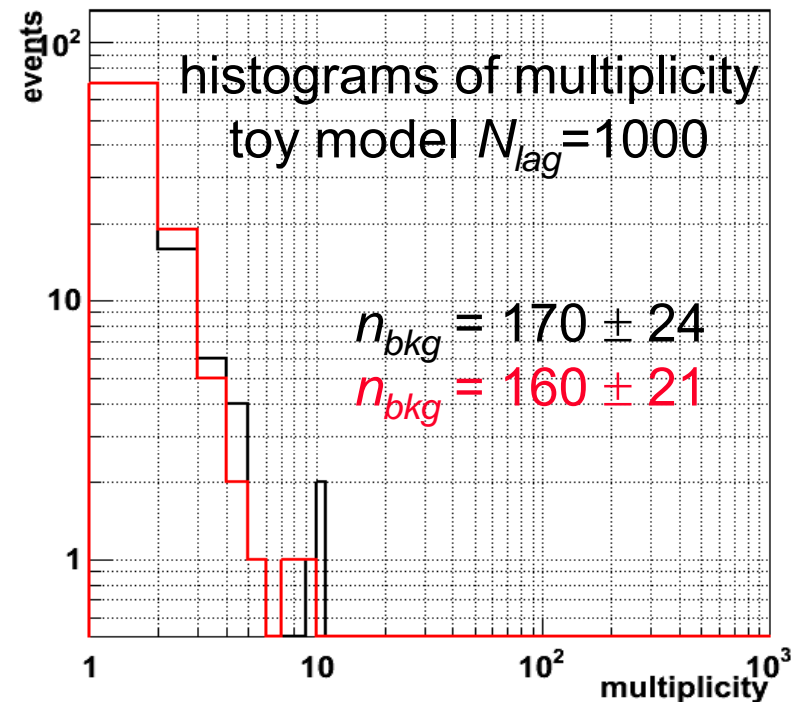 histograms of multiplicity
toy model N_lag=1000
n_bkg = 170 ± 24
n_bkg = 160 ± 21
events
10²
10
1
1
10
10²
10³
multiplicity